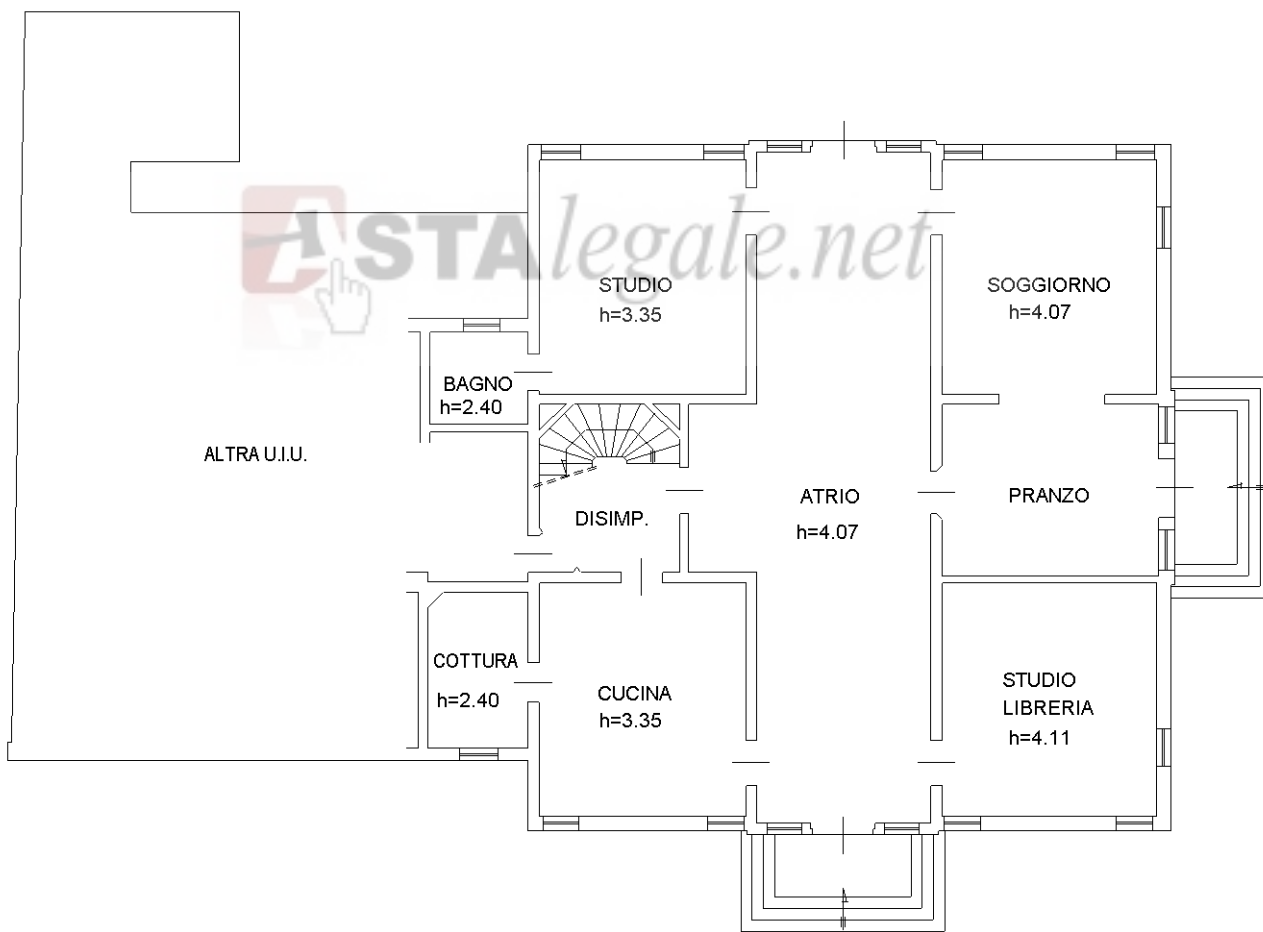 ASTAlegale.net
STUDIO
h=3.35
SOGGIORNO
h=4.07
BAGNO
h=2.40
ALTRA U.I.U.
DISIMP.
ATRIO
h=4.07
PRANZO
COTTURA
h=2.40
CUCINA
h=3.35
STUDIO
LIBRERIA
h=4.11